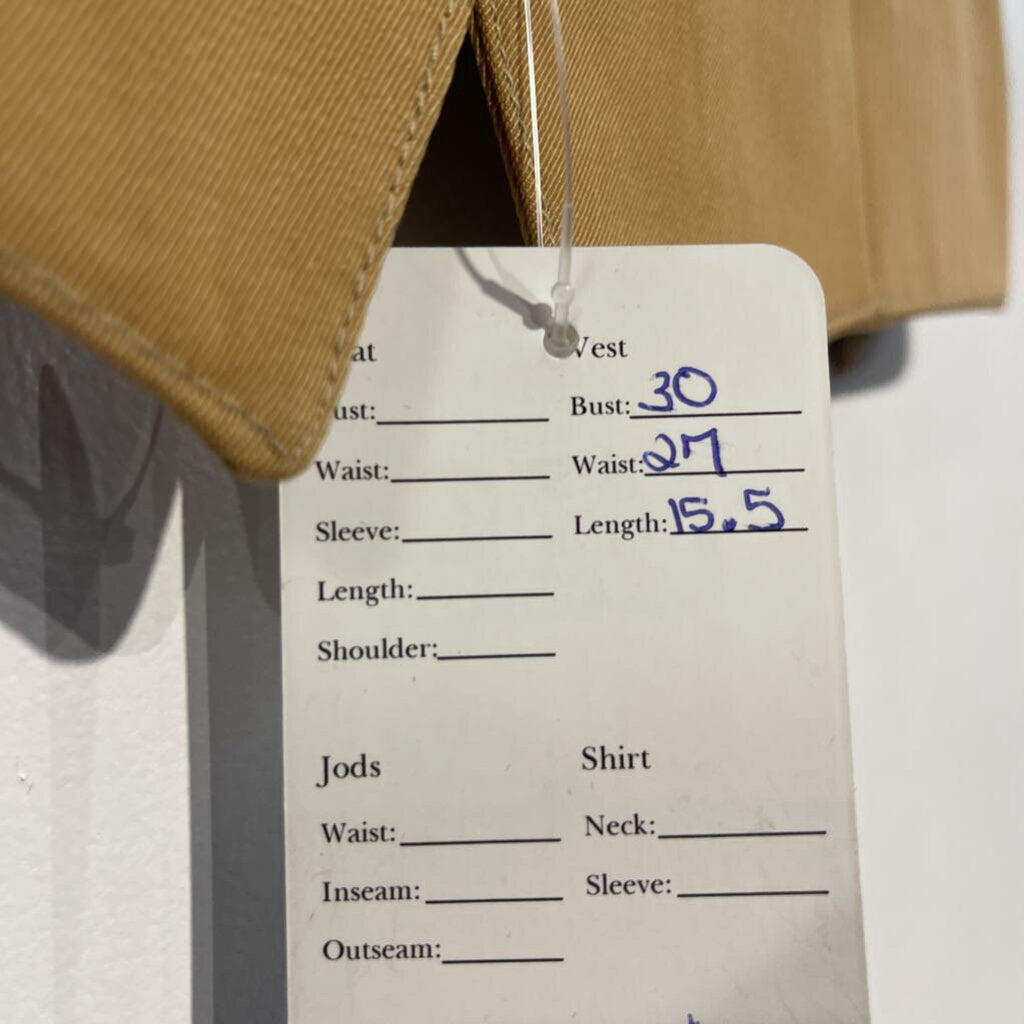 at
ust:
Waist:
Sleeve:
Length:
Shoulder:
Vest
Bust: 30
Waist: 27
Length: 15.5
Jods
Waist:
Inseam:
Outseam:
Shirt
Neck:
Sleeve: